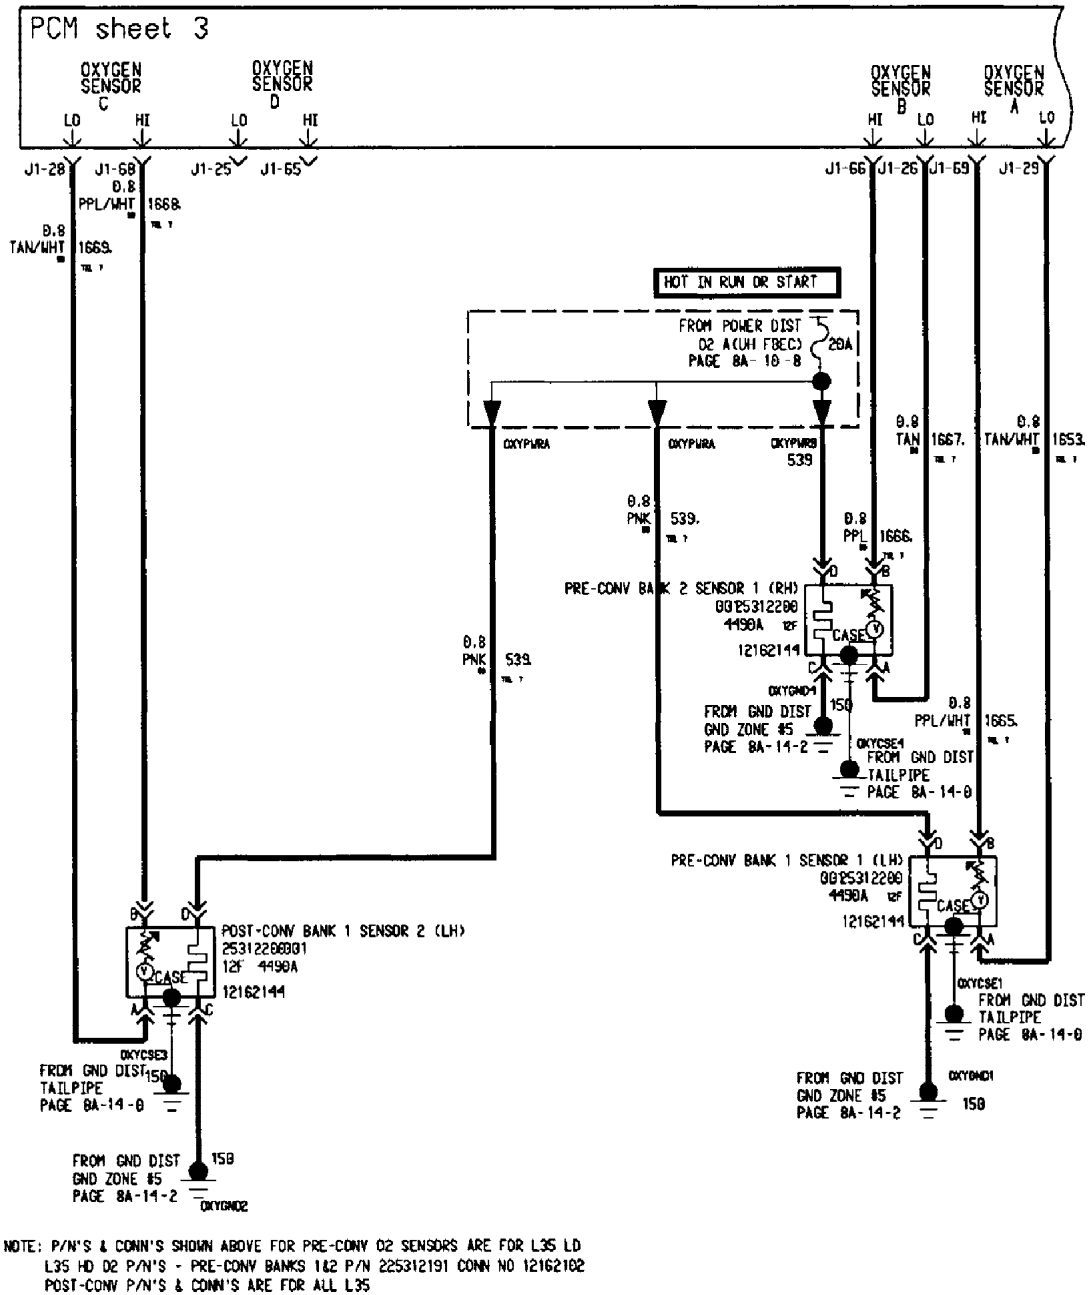 PCM sheet 3
OXYGEN
SENSOR
C
OXYGEN
SENSOR
D
OXYGEN
SENSOR
B
OXYGEN
SENSOR
A
LO
HI
LO
HI
HI
LO
HI
LO
J1-28
J1-68
J1-25
J1-65
J1-66
J1-26
J1-69
J1-29
0.8
PPL/WHT
1668.
0.8
TAN/WHT
1669.
HOT IN RUN OR START
FROM POWER DIST
O2 A(UH FBEC)
PAGE 8A-10-8
20A
OXYPWRA
OXYPWRA
OXYPWRB
539
0.8
TAN
1667.
0.8
TAN/WHT
1653.
0.8
PNK
539.
0.8
PPL
1666.
D
B
PRE-CONV BANK 2 SENSOR 1 (RH)
00125312200
4490A 12F
12162144
CASE
V
C
A
0.8
PNK
539.
OXYGND4
150
FROM GND DIST
GND ZONE #5
PAGE 8A-14-2
0.8
PPL/WHT
1665.
OXYCSE4
FROM GND DIST
TAILPIPE
PAGE 8A-14-0
D
B
PRE-CONV BANK 1 SENSOR 1 (LH)
00125312200
4490A 12F
12162144
CASE
V
C
A
B
D
POST-CONV BANK 1 SENSOR 2 (LH)
25312200001
12F 4490A
12162144
V
CASE
A
C
OXYCSE1
FROM GND DIST
TAILPIPE
PAGE 8A-14-0
OXYCSE3
FROM GND DIST
150
TAILPIPE
PAGE 8A-14-0
FROM GND DIST
GND ZONE #5
PAGE 8A-14-2
OXYGND1
150
FROM GND DIST
GND ZONE #5
PAGE 8A-14-2
150
OXYGND2
NOTE: P/N'S & CONN'S SHOWN ABOVE FOR PRE-CONV O2 SENSORS ARE FOR L35 LD
L35 HD O2 P/N'S - PRE-CONV BANKS 1&2 P/N 225312191 CONN NO 12162102
POST-CONV P/N'S & CONN'S ARE FOR ALL L35